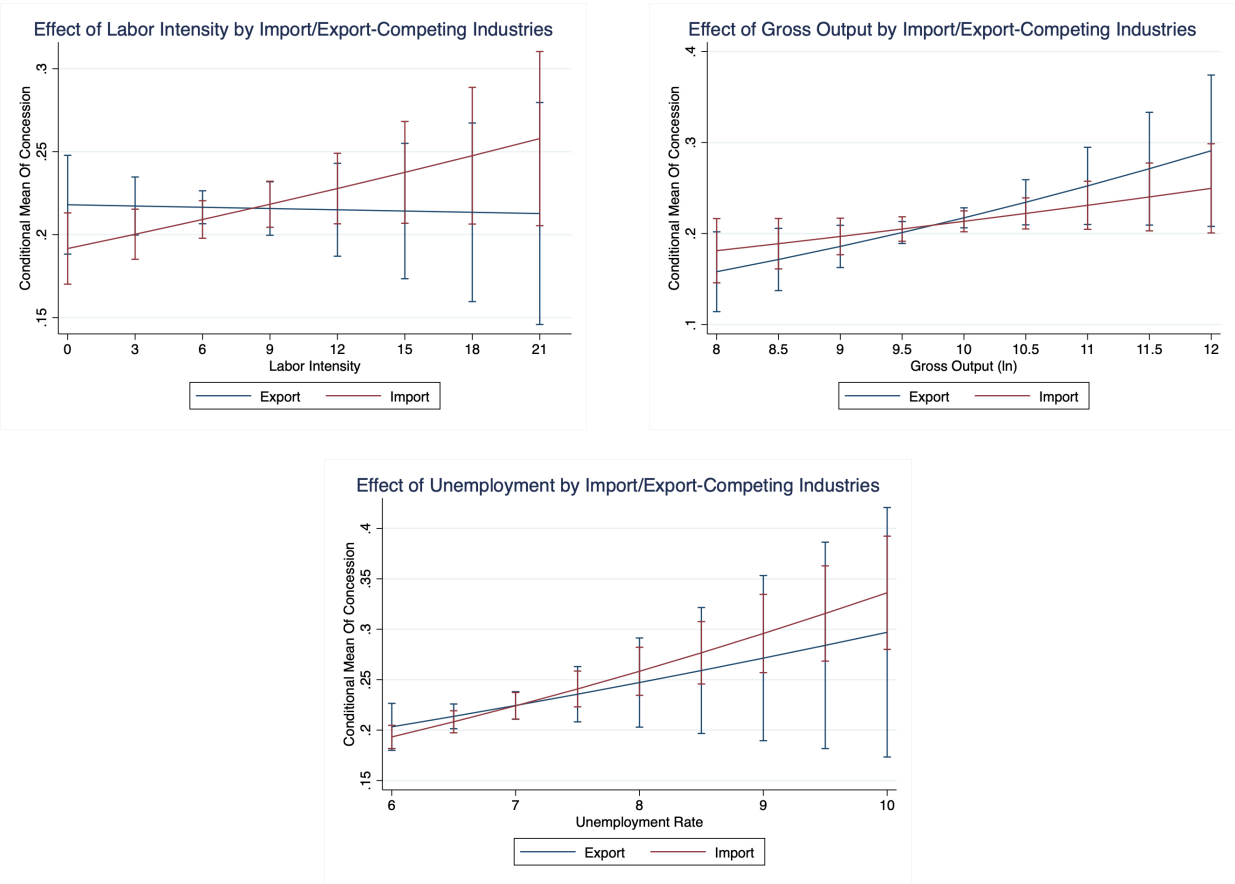 Effect of Labor Intensity by Import/Export-Competing Industries
Conditional Mean Of Concession
.3
.25
.2
.15
0 3 6 9 12 15 18 21
Labor Intensity
Export Import
Effect of Gross Output by Import/Export-Competing Industries
Conditional Mean Of Concession
.4
.3
.2
.1
8 8.5 9 9.5 10 10.5 11 11.5 12
Gross Output (ln)
Export Import
Effect of Unemployment by Import/Export-Competing Industries
Conditional Mean Of Concession
.4
.35
.3
.25
.2
.15
6 7 8 9 10
Unemployment Rate
Export Import